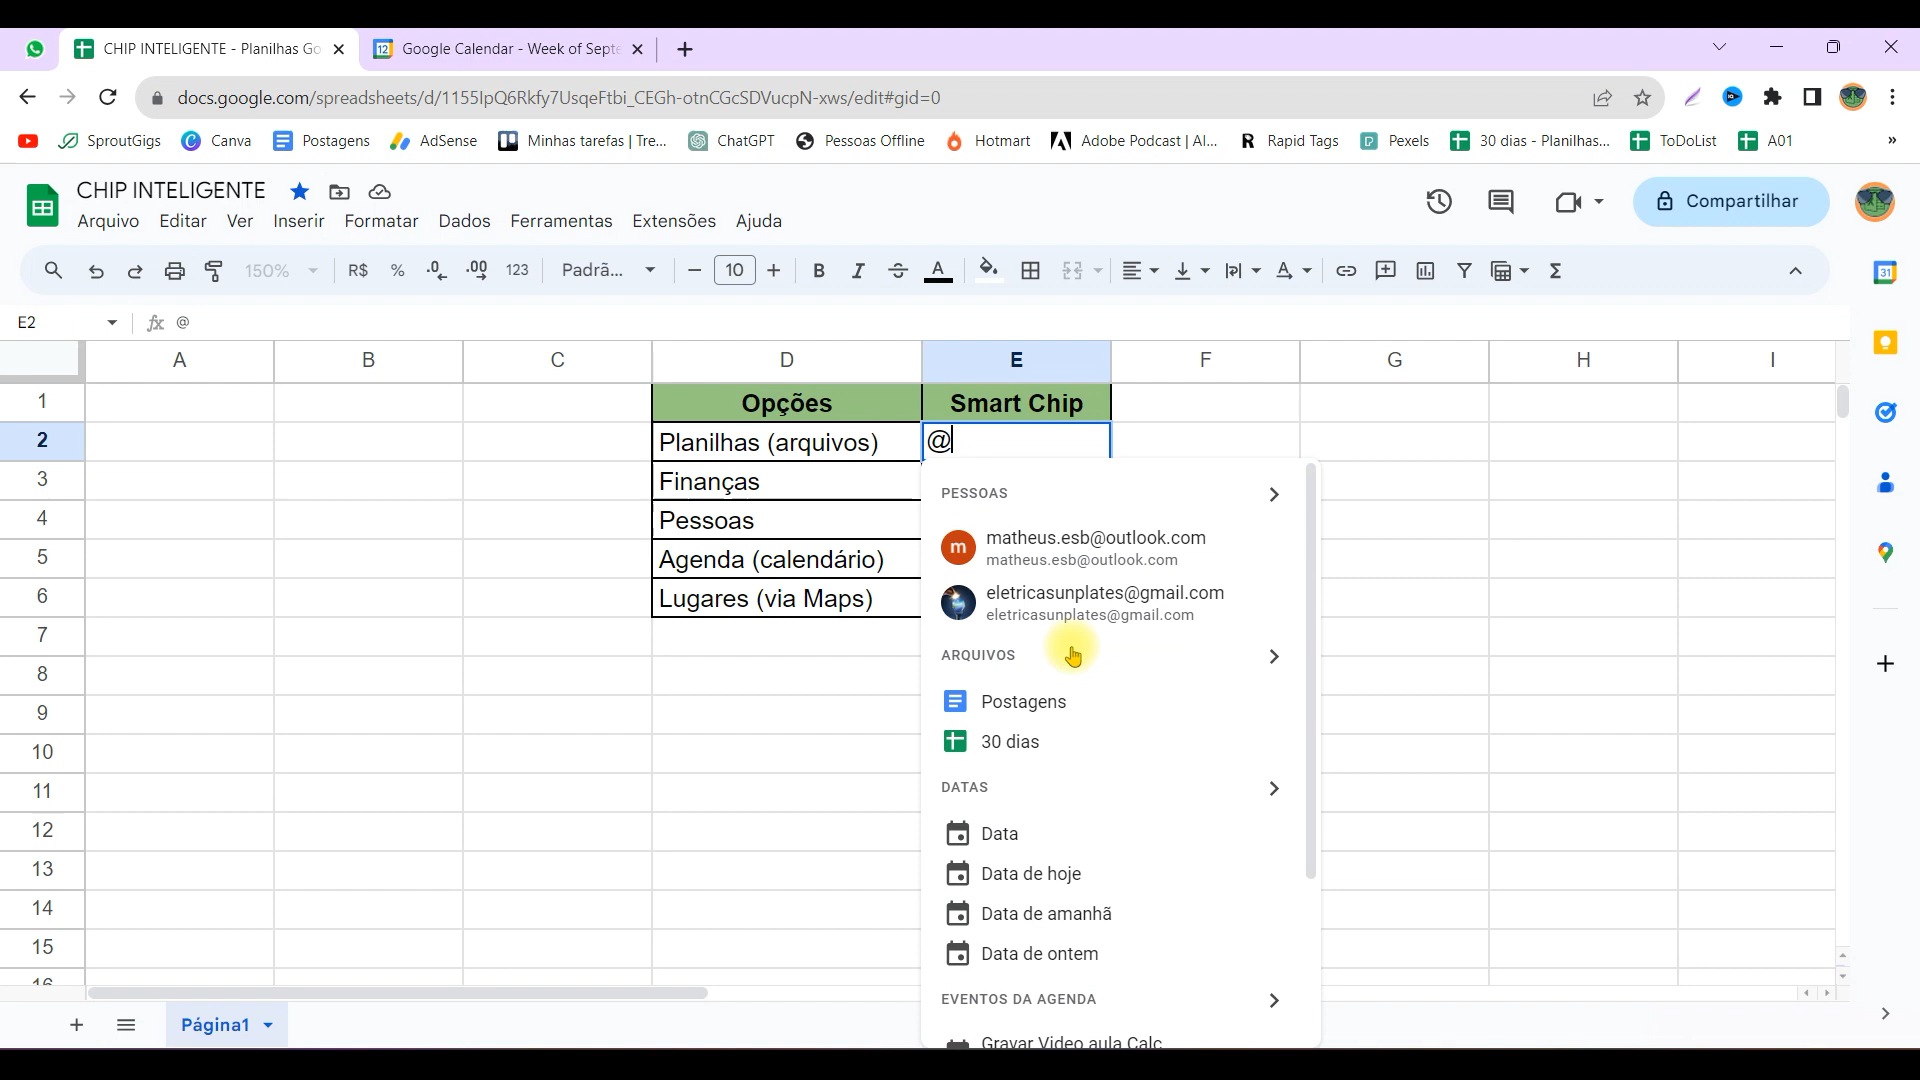 CHIP INTELIGENTE - Planilhas Go
Google Calendar - Week of Septe
docs.google.com/spreadsheets/d/1155IpQ6Rkfy7UsqeFtbi_CEGh-otnCGcSDVucpN-xws/edit#gid=0
SproutGigs
Canva
Postagens
AdSense
Minhas tarefas | Tre...
ChatGPT
Pessoas Offline
Hotmart
Adobe Podcast | AI...
Rapid Tags
Pexels
30 dias - Planilhas...
ToDoList
A01
»
CHIP INTELIGENTE
Compartilhar
Arquivo Editar Ver Inserir Formatar Dados Ferramentas Extensões Ajuda
150% R$ % .0 .00 123 Padrã... 10 B I S A Σ
31
E2 fx @
A B C D E F G H I
1 Opções Smart Chip
2 Planilhas (arquivos) @
3 Finanças
4 Pessoas
5 Agenda (calendário)
6 Lugares (via Maps)
7
8
9
10
11
12
13
14
15
16
PESSOAS
m
matheus.esb@outlook.com
matheus.esb@outlook.com
eletricasunplates@gmail.com
eletricasunplates@gmail.com
ARQUIVOS
Postagens
30 dias
DATAS
Data
Data de hoje
Data de amanhã
Data de ontem
EVENTOS DA AGENDA
Gravar Video aula Calc
Página1